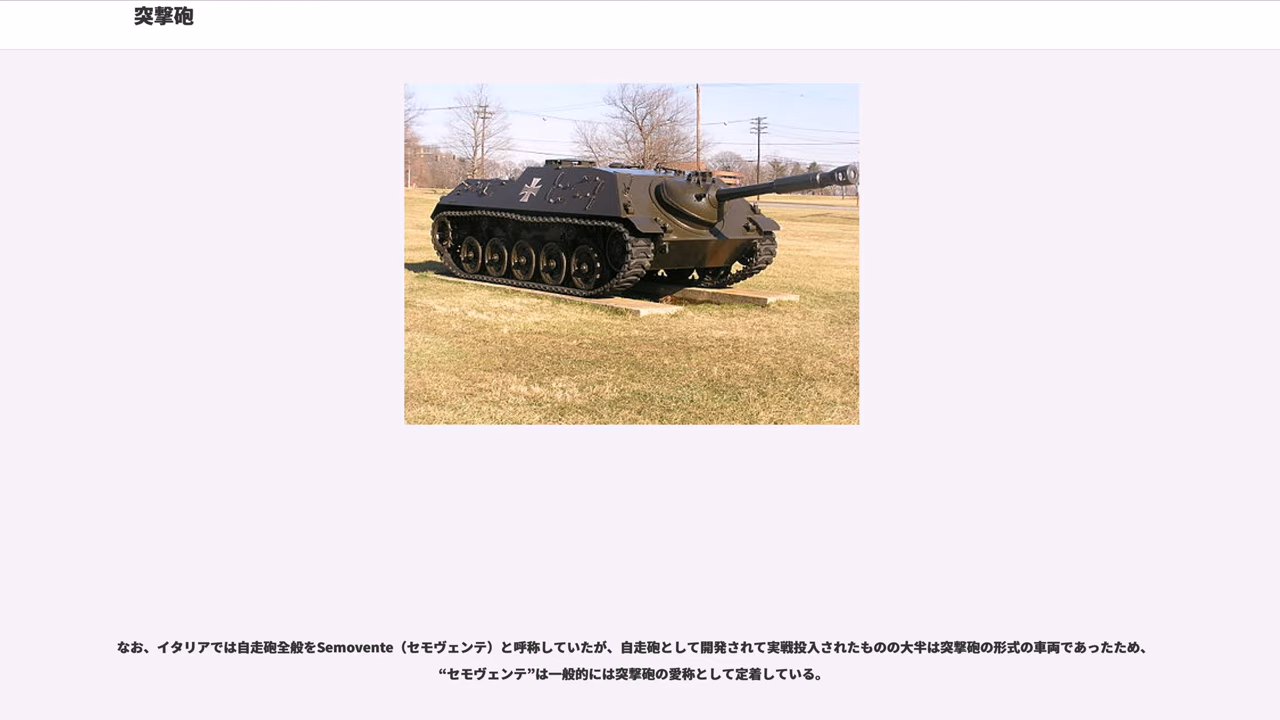 突撃砲
なお、イタリアでは自走砲全般をSemovente（セモヴェンテ）と呼称していたが、自走砲として開発されて実戦投入されたものの大半は突撃砲の形式の車両であったため、
“セモヴェンテ”は一般的には突撃砲の愛称として定着している。